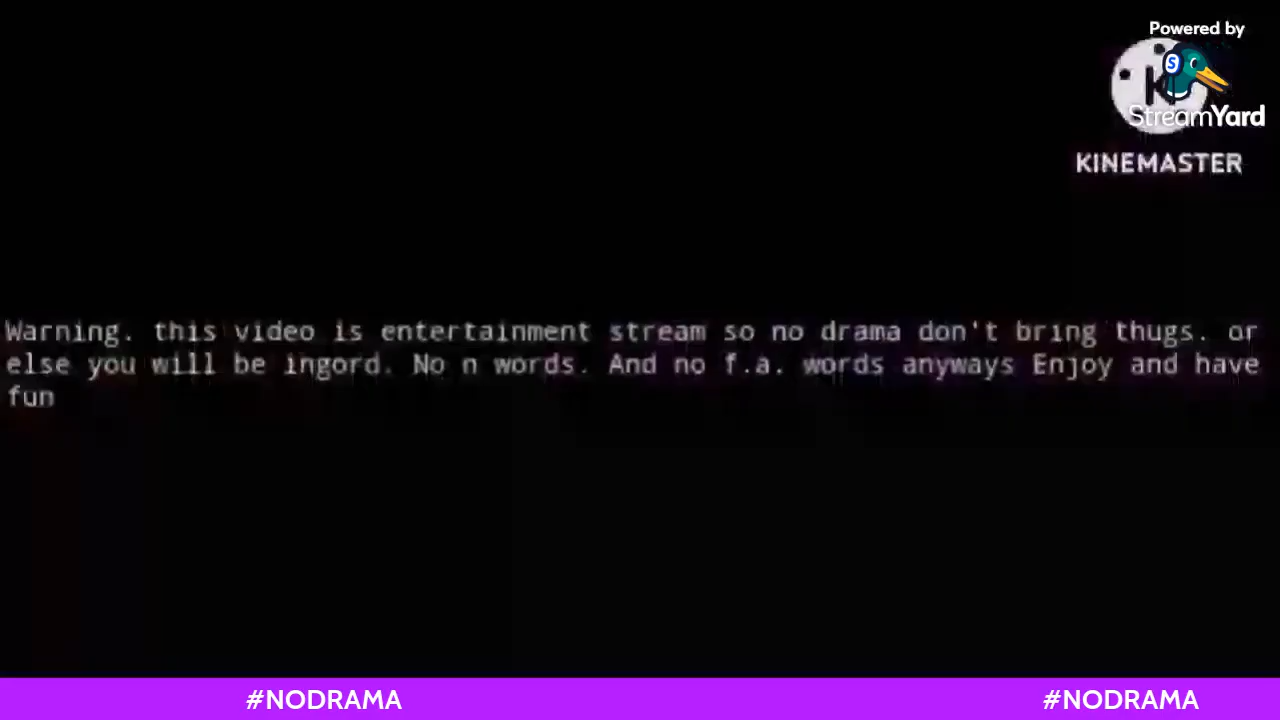 Powered by
K
S
StreamYard
KINEMASTER
Warning. this video is entertainment stream so no drama don't bring thugs. or
else you will be ingord. No n words. And no f.a. words anyways Enjoy and have
fun
#NODRAMA #NODRAMA